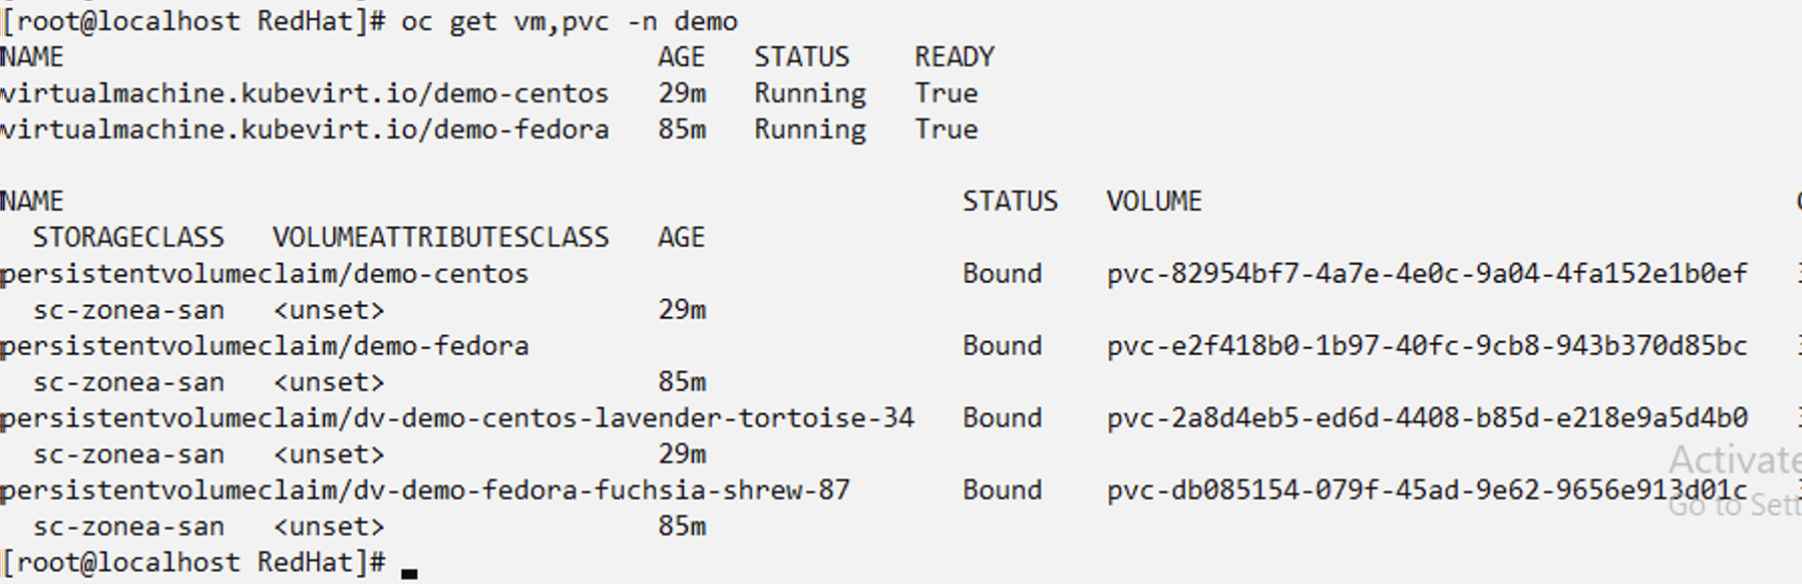 [root@localhost RedHat]# oc get vm,pvc -n demo
NAME AGE STATUS READY
virtualmachine.kubevirt.io/demo-centos 29m Running True
virtualmachine.kubevirt.io/demo-fedora 85m Running True
NAME STATUS VOLUME
STORAGECLASS VOLUMEATTRIBUTESCLASS AGE
persistentvolumeclaim/demo-centos Bound pvc-82954bf7-4a7e-4e0c-9a04-4fa152e1b0ef
sc-zonea-san <unset> 29m
persistentvolumeclaim/demo-fedora Bound pvc-e2f418b0-1b97-40fc-9cb8-943b370d85bc
sc-zonea-san <unset> 85m
persistentvolumeclaim/dv-demo-centos-lavender-tortoise-34 Bound pvc-2a8d4eb5-ed6d-4408-b85d-e218e9a5d4b0
sc-zonea-san <unset> 29m
Activate
persistentvolumeclaim/dv-demo-fedora-fuchsia-shrew-87 Bound pvc-db085154-079f-45ad-9e62-9656e913d01c
Go to Sett
sc-zonea-san <unset> 85m
[root@localhost RedHat]#